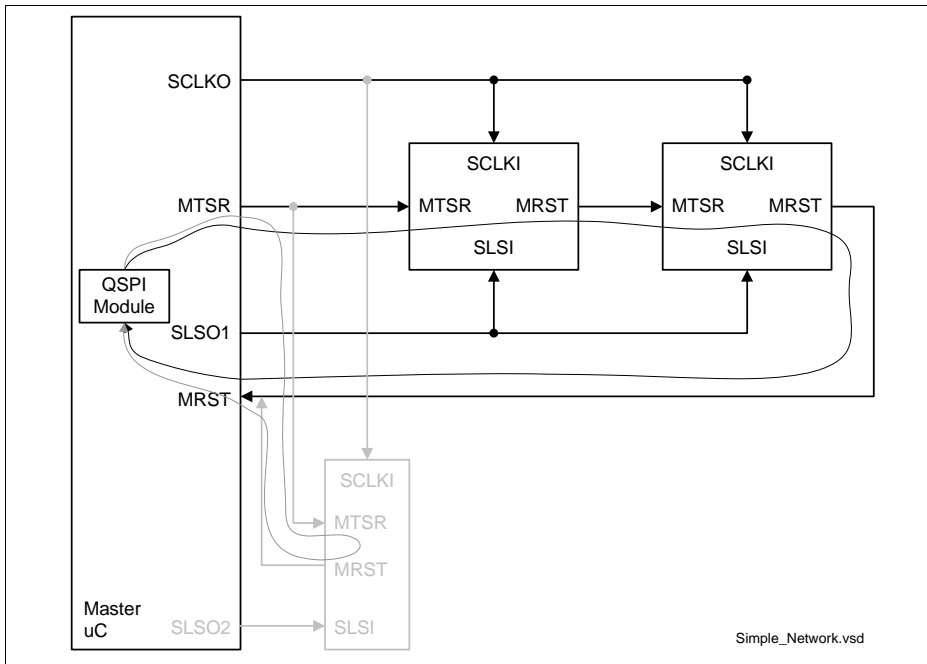 SCLKO
SCLKI
SCLKI
MTSR
MTSR
MRST
MTSR
MRST
SLSI
SLSI
QSPI
Module
SLSO1
MRST
SCLKI
MTSR
MRST
Master
uC
SLSO2
SLSI
Simple_Network.vsd